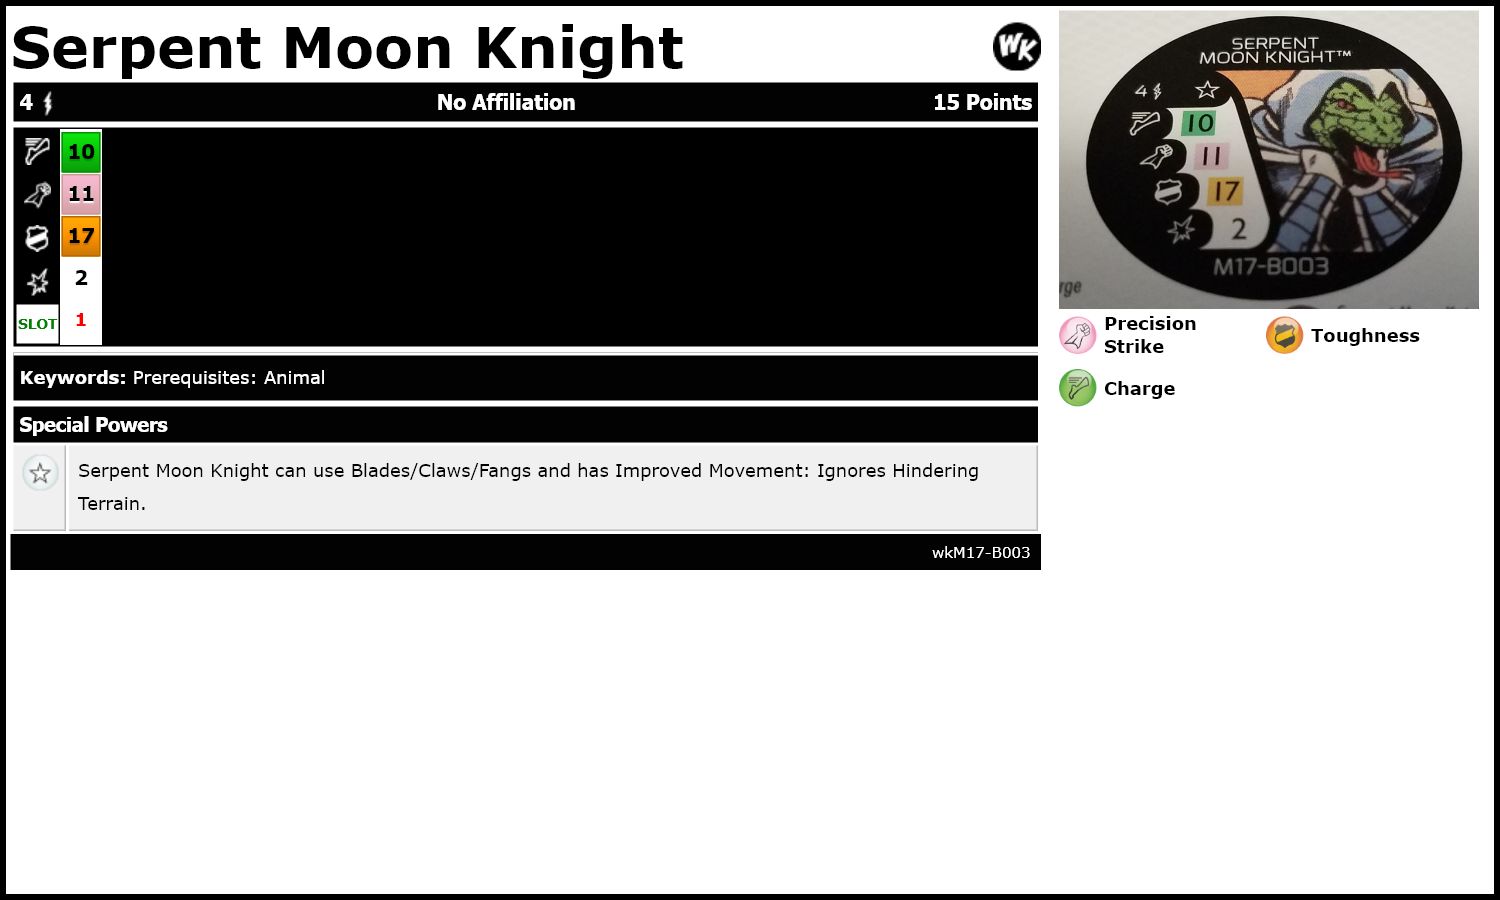 Serpent Moon Knight
WK
4 No Affiliation 15 Points
10
11
17
2
SLOT 1
Keywords: Prerequisites: Animal
Special Powers
Serpent Moon Knight can use Blades/Claws/Fangs and has Improved Movement: Ignores Hindering
Terrain.
wkM17-B003
SERPENT
MOON KNIGHT™
4
10
11
17
2
M17-B003
rge
Precision
Strike
Toughness
Charge